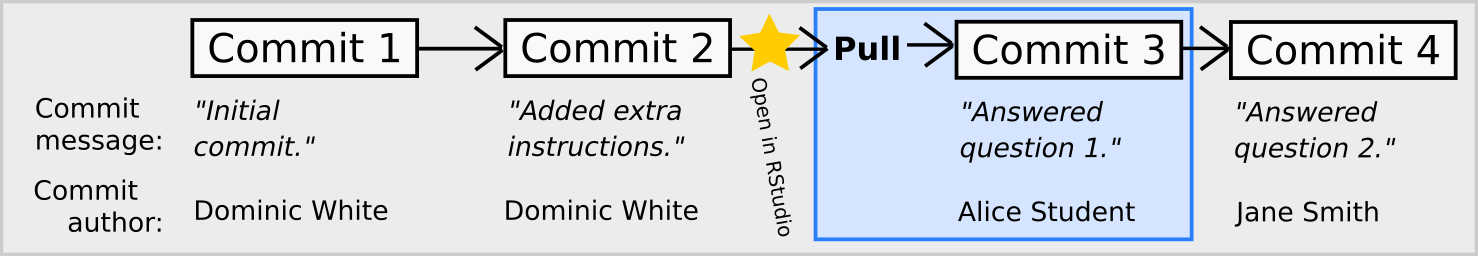 Commit 1
Commit 2
Pull
Commit 3
Commit 4
Open in RStudio
Commit
message:
"Initial
commit."
"Added extra
instructions."
"Answered
question 1."
"Answered
question 2."
Commit
author:
Dominic White
Dominic White
Alice Student
Jane Smith